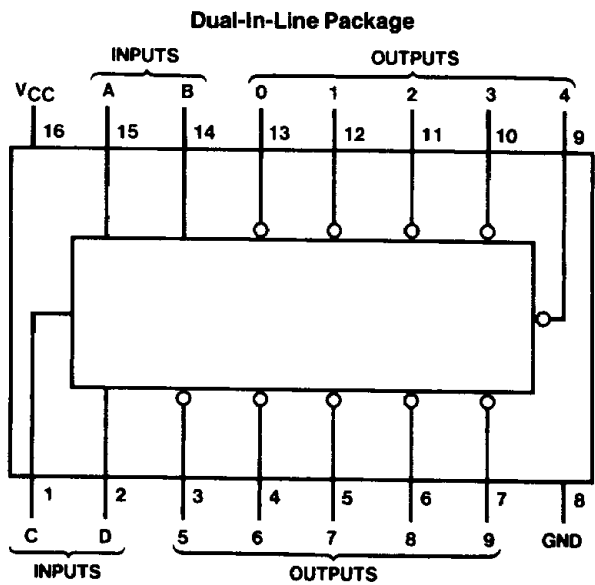 Dual-In-Line Package
INPUTS OUTPUTS
VCC A B 0 1 2 3 4
16 15 14 13 12 11 10 9
1 2 3 4 5 6 7 8
C D 5 6 7 8 9 GND
INPUTS OUTPUTS